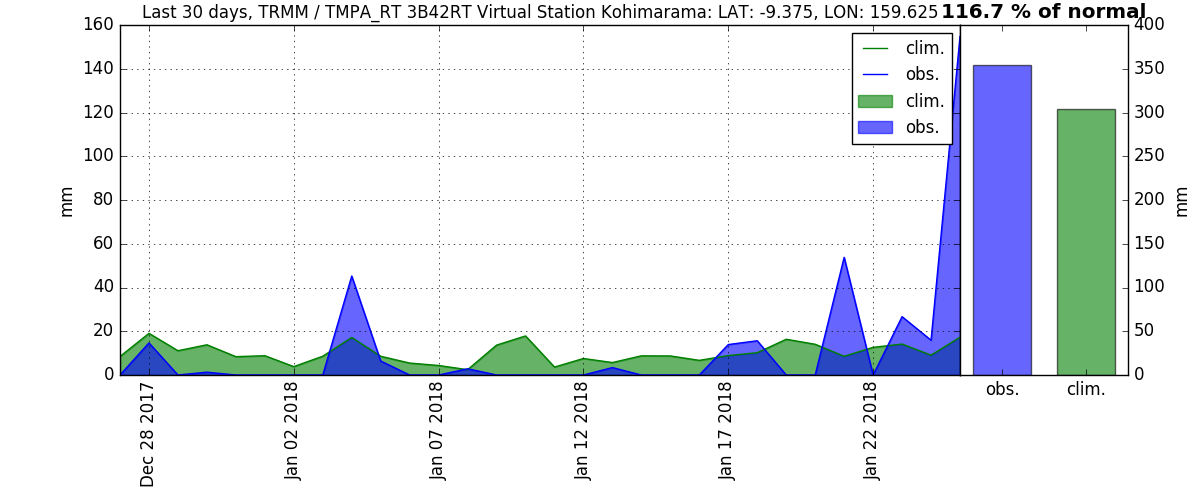 Last 30 days, TRMM / TMPA_RT 3B42RT Virtual Station Kohimarama: LAT: -9.375, LON: 159.625 116.7 % of normal
160
140
120
100
80
60
40
20
0
mm
clim.
obs.
clim.
obs.
400
350
300
250
200
150
100
50
0
mm
Dec 28 2017
Jan 02 2018
Jan 07 2018
Jan 12 2018
Jan 17 2018
Jan 22 2018
obs.
clim.